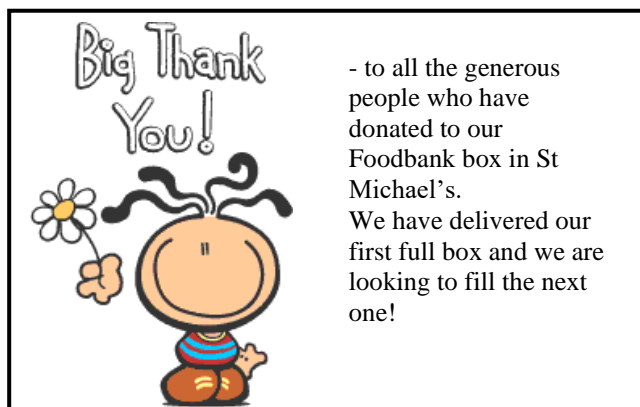 Big Thank
You!
- to all the generous
people who have
donated to our
Foodbank box in St
Michael's.
We have delivered our
first full box and we are
looking to fill the next
one!